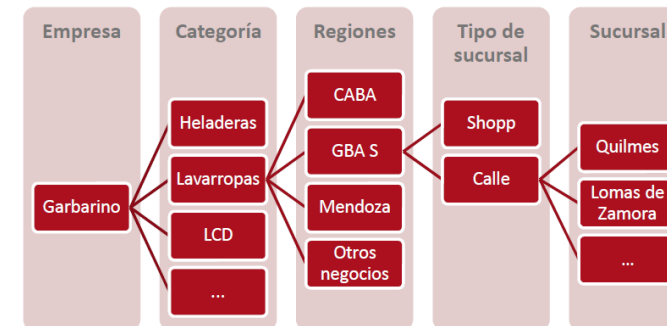 Empresa
Categoría
Regiones
Tipo de
sucursal
Sucursal
Garbarino
Heladeras
Lavarropas
LCD
...
CABA
GBA S
Mendoza
Otros
negocios
Shopp
Calle
Quilmes
Lomas de
Zamora
...